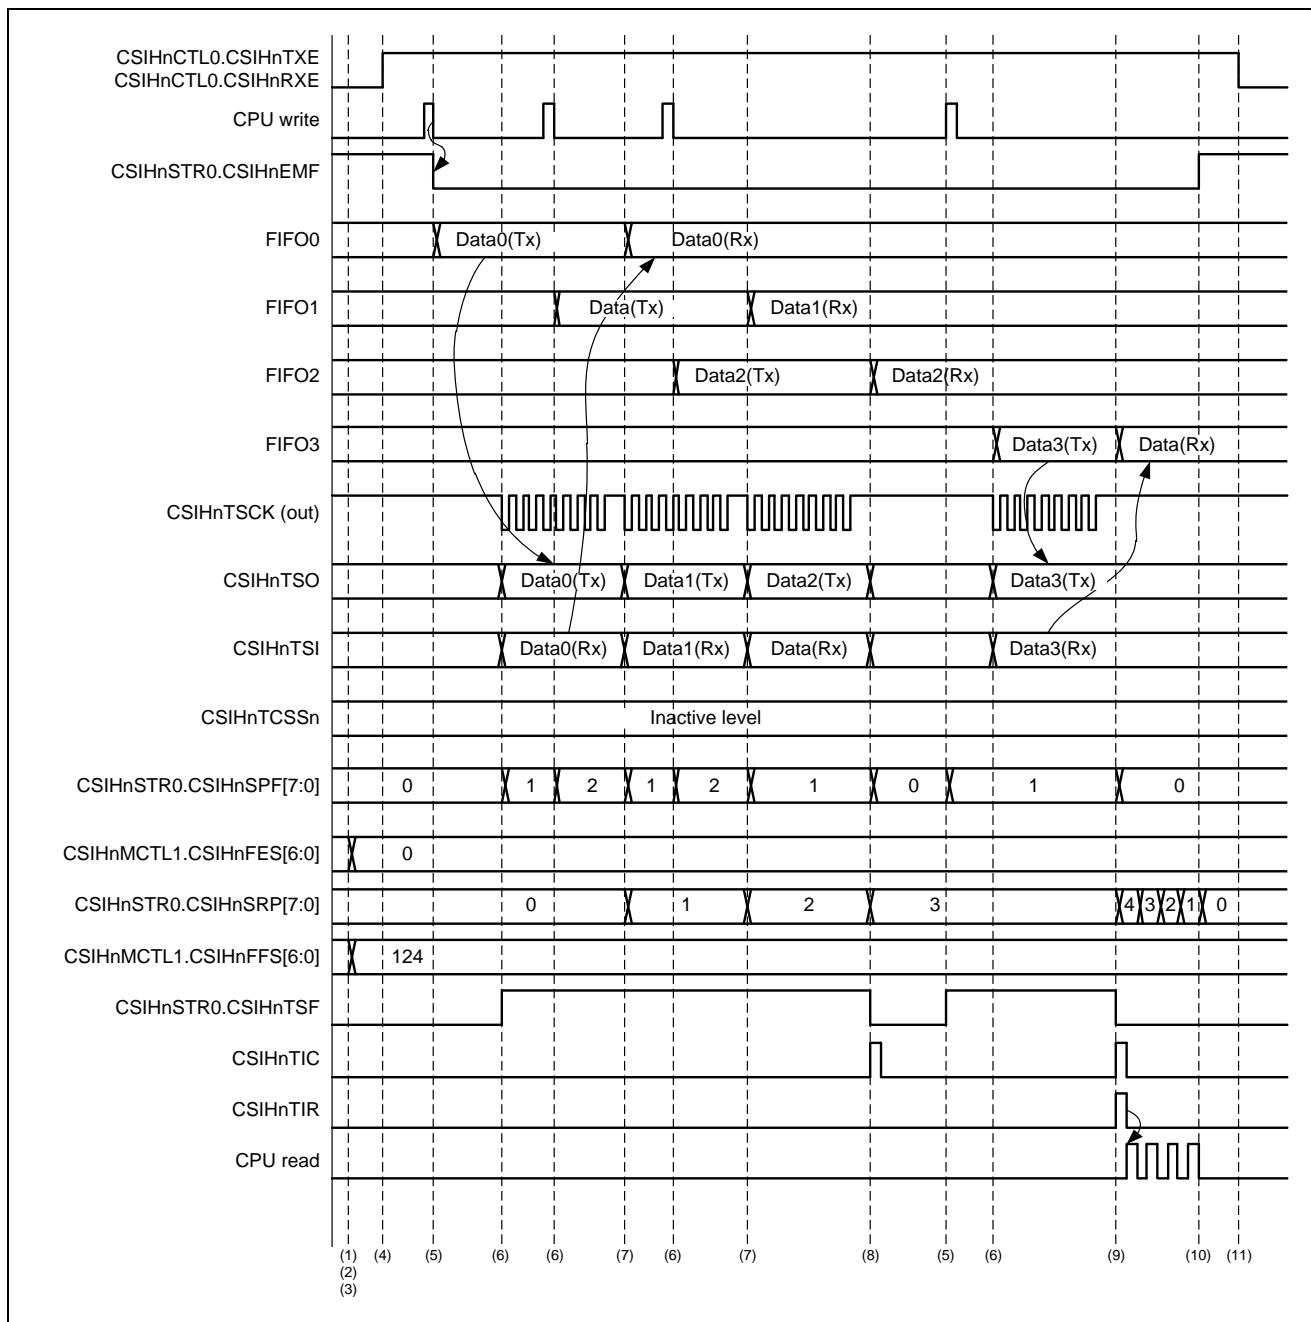 CSIHnCTL0.CSIHnTXE
CSIHnCTL0.CSIHnRXE
CPU write
CSIHnSTR0.CSIHnEMF
FIFO0 Data0(Tx) Data0(Rx)
FIFO1 Data(Tx) Data1(Rx)
FIFO2 Data2(Tx) Data2(Rx)
FIFO3 Data3(Tx) Data(Rx)
CSIHnTSCK (out)
CSIHnTSO Data0(Tx) Data1(Tx) Data2(Tx) Data3(Tx)
CSIHnTSI Data0(Rx) Data1(Rx) Data(Rx) Data3(Rx)
CSIHnTCSSn Inactive level
CSIHnSTR0.CSIHnSPF[7:0] 0 1 2 1 2 1 0 1 0
CSIHnMCTL1.CSIHnFES[6:0] 0
CSIHnSTR0.CSIHnSRP[7:0] 0 1 2 3 4 3 2 1 0
CSIHnMCTL1.CSIHnFFS[6:0] 124
CSIHnSTR0.CSIHnTSF
CSIHnTIC
CSIHnTIR
CPU read
(1) (4) (5) (6) (6) (7) (6) (7) (8) (5) (6) (9) (10) (11)
(2)
(3)